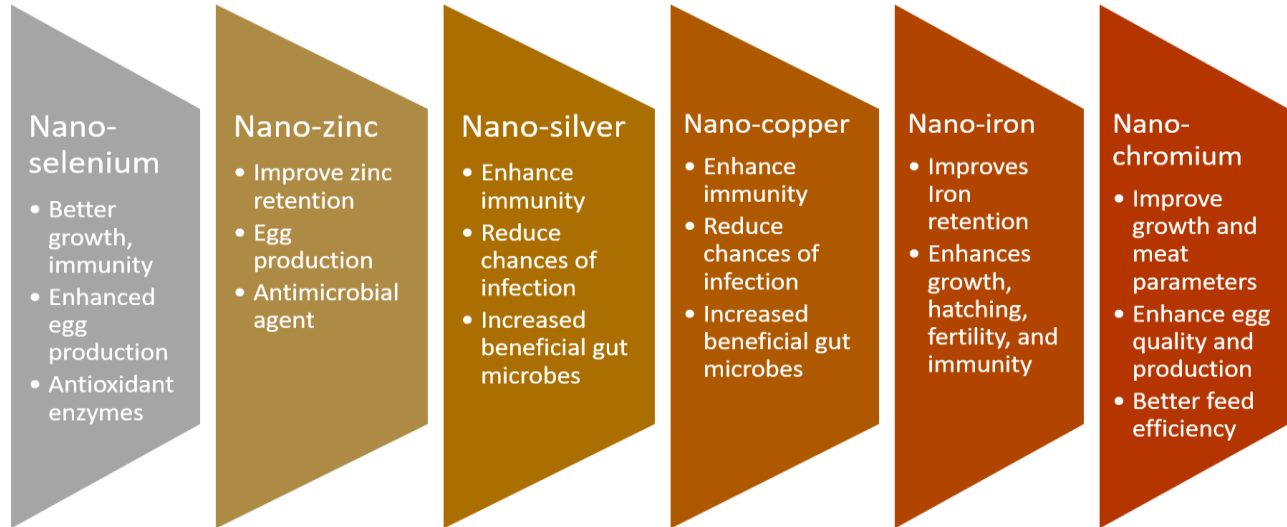 Nano-
selenium
• Better
growth,
immunity
• Enhanced
egg
production
• Antioxidant
enzymes
Nano-zinc
• Improve zinc
retention
• Egg
production
• Antimicrobial
agent
Nano-silver
• Enhance
immunity
• Reduce
chances of
infection
• Increased
beneficial gut
microbes
Nano-copper
• Enhance
immunity
• Reduce
chances of
infection
• Increased
beneficial gut
microbes
Nano-iron
• Improves
Iron
retention
• Enhances
growth,
hatching,
fertility, and
immunity
Nano-
chromium
• Improve
growth and
meat
parameters
• Enhance egg
quality and
production
• Better feed
efficiency